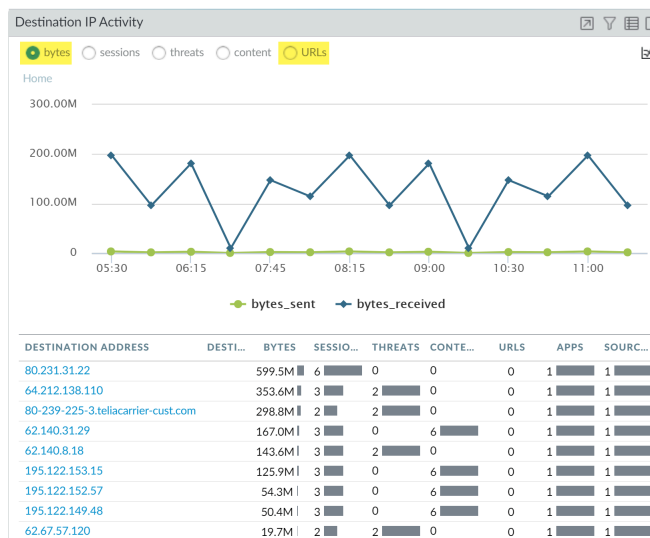 Destination IP Activity
bytes sessions threats content URLs
Home
300.00M
200.00M
100.00M
0
05:30 06:15 07:45 08:15 09:00 10:30 11:00
bytes_sent bytes_received
DESTINATION ADDRESS DESTI... BYTES SESSIO... THREATS CONTE... URLS APPS SOURC...
80.231.31.22 599.5M 6 0 0 0 1 1
64.212.138.110 353.6M 3 2 0 0 1 1
80-239-225-3.teliacarrier-cust.com 298.8M 2 2 0 0 1 1
62.140.31.29 167.0M 3 0 6 0 1 1
62.140.8.18 143.6M 3 2 0 0 1 1
195.122.153.15 125.9M 3 0 6 0 1 1
195.122.152.57 54.3M 3 0 6 0 1 1
195.122.149.48 50.4M 3 0 6 0 1 1
62.67.57.120 19.7M 2 2 0 0 1 1